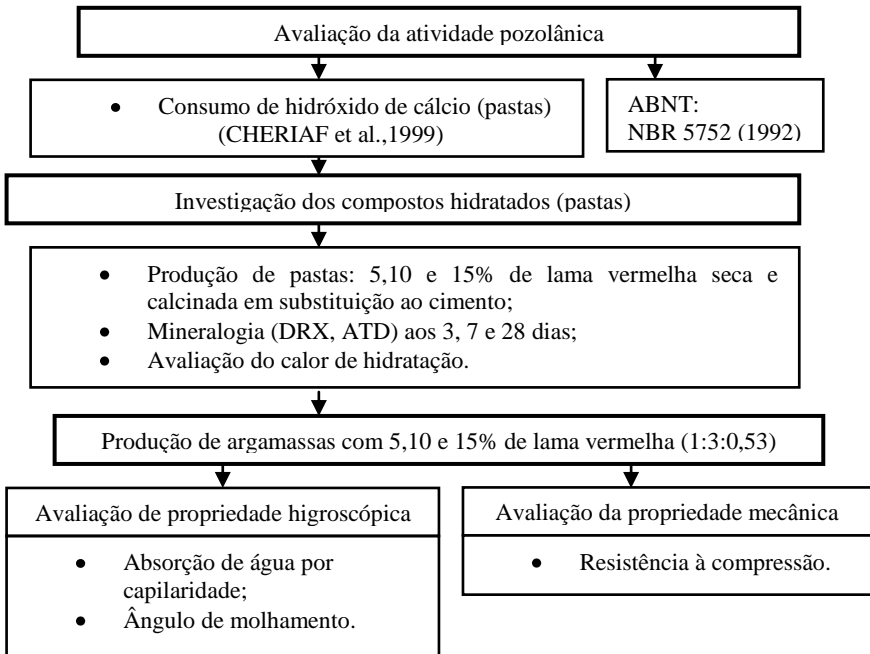 Avaliação da atividade pozolânica
• Consumo de hidróxido de cálcio (pastas)
(CHERIAF et al.,1999)
ABNT:
NBR 5752 (1992)
Investigação dos compostos hidratados (pastas)
• Produção de pastas: 5,10 e 15% de lama vermelha seca e
calcinada em substituição ao cimento;
• Mineralogia (DRX, ATD) aos 3, 7 e 28 dias;
• Avaliação do calor de hidratação.
Produção de argamassas com 5,10 e 15% de lama vermelha (1:3:0,53)
Avaliação de propriedade higroscópica
• Absorção de água por
capilaridade;
• Ângulo de molhamento.
Avaliação da propriedade mecânica
• Resistência à compressão.